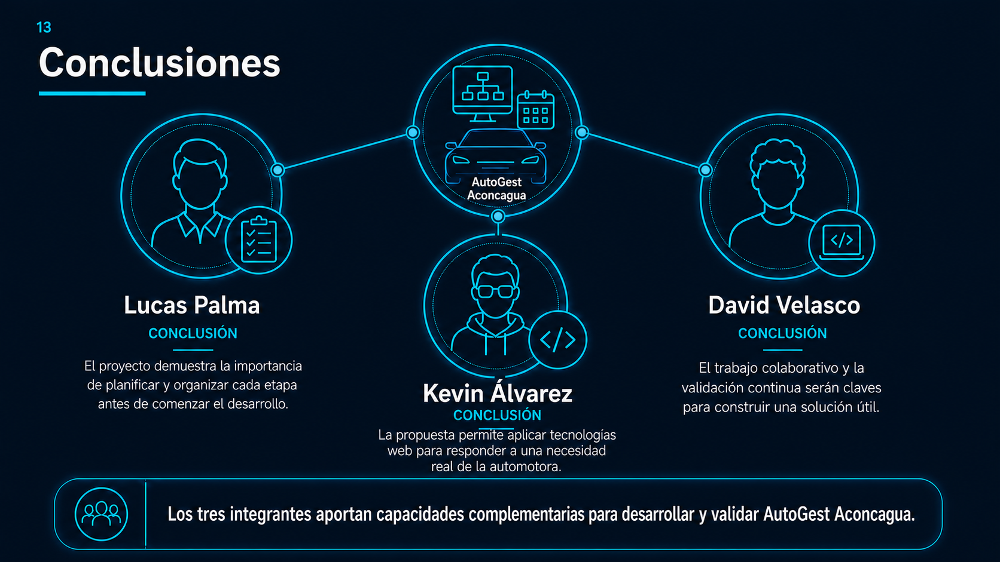 13
Conclusiones
AutoGest
Aconcagua
Lucas Palma
CONCLUSIÓN
El proyecto demuestra la importancia
de planificar y organizar cada etapa
antes de comenzar el desarrollo.
Kevin Álvarez
CONCLUSIÓN
La propuesta permite aplicar tecnologías
web para responder a una necesidad
real de la automotora.
David Velasco
CONCLUSIÓN
El trabajo colaborativo y la
validación continua serán claves
para construir una solución útil.
Los tres integrantes aportan capacidades complementarias para desarrollar y validar AutoGest Aconcagua.